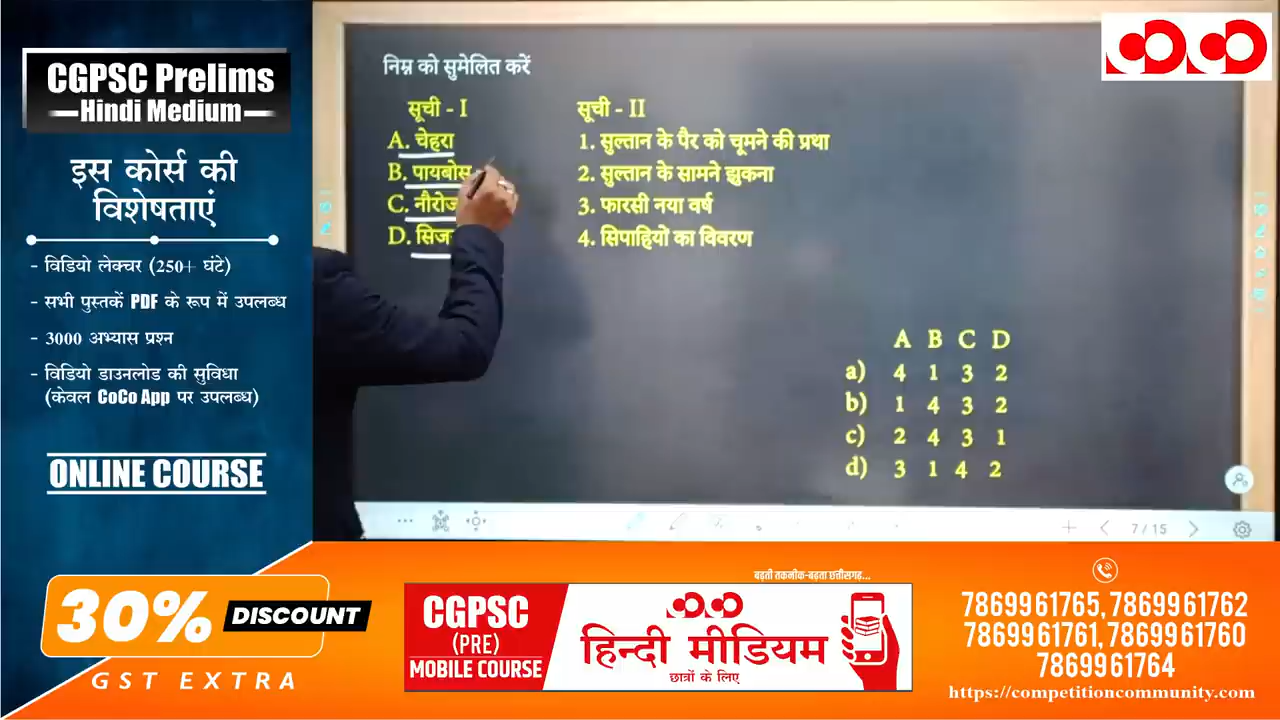 CGPSC Prelims
Hindi Medium
इस कोर्स की
विशेषताएं
- विडियो लेक्चर (250+ घंटे)
- सभी पुस्तकें PDF के रूप में उपलब्ध
- 3000 अभ्यास प्रश्न
- विडियो डाउनलोड की सुविधा
(केवल CoCo App पर उपलब्ध)
ONLINE COURSE
निम्न को सुमेलित करें
सूची - I सूची - II
A. चेहरा 1. सुल्तान के पैर को चूमने की प्रथा
B. पायबोस 2. सुल्तान के सामने झुकना
C. नौरोज 3. फारसी नया वर्ष
D. सिज 4. सिपाहियों का विवरण
A B C D
a) 4 1 3 2
b) 1 4 3 2
c) 2 4 3 1
d) 3 1 4 2
7 / 15
30% DISCOUNT
GST EXTRA
CGPSC
(PRE)
MOBILE COURSE
हिन्दी मीडियम
छात्रों के लिए
बढ़ती तकनीक-बढ़ता छत्तीसगढ़...
7869961765, 7869961762
7869961761, 7869961760
7869961764
https://competitioncommunity.com